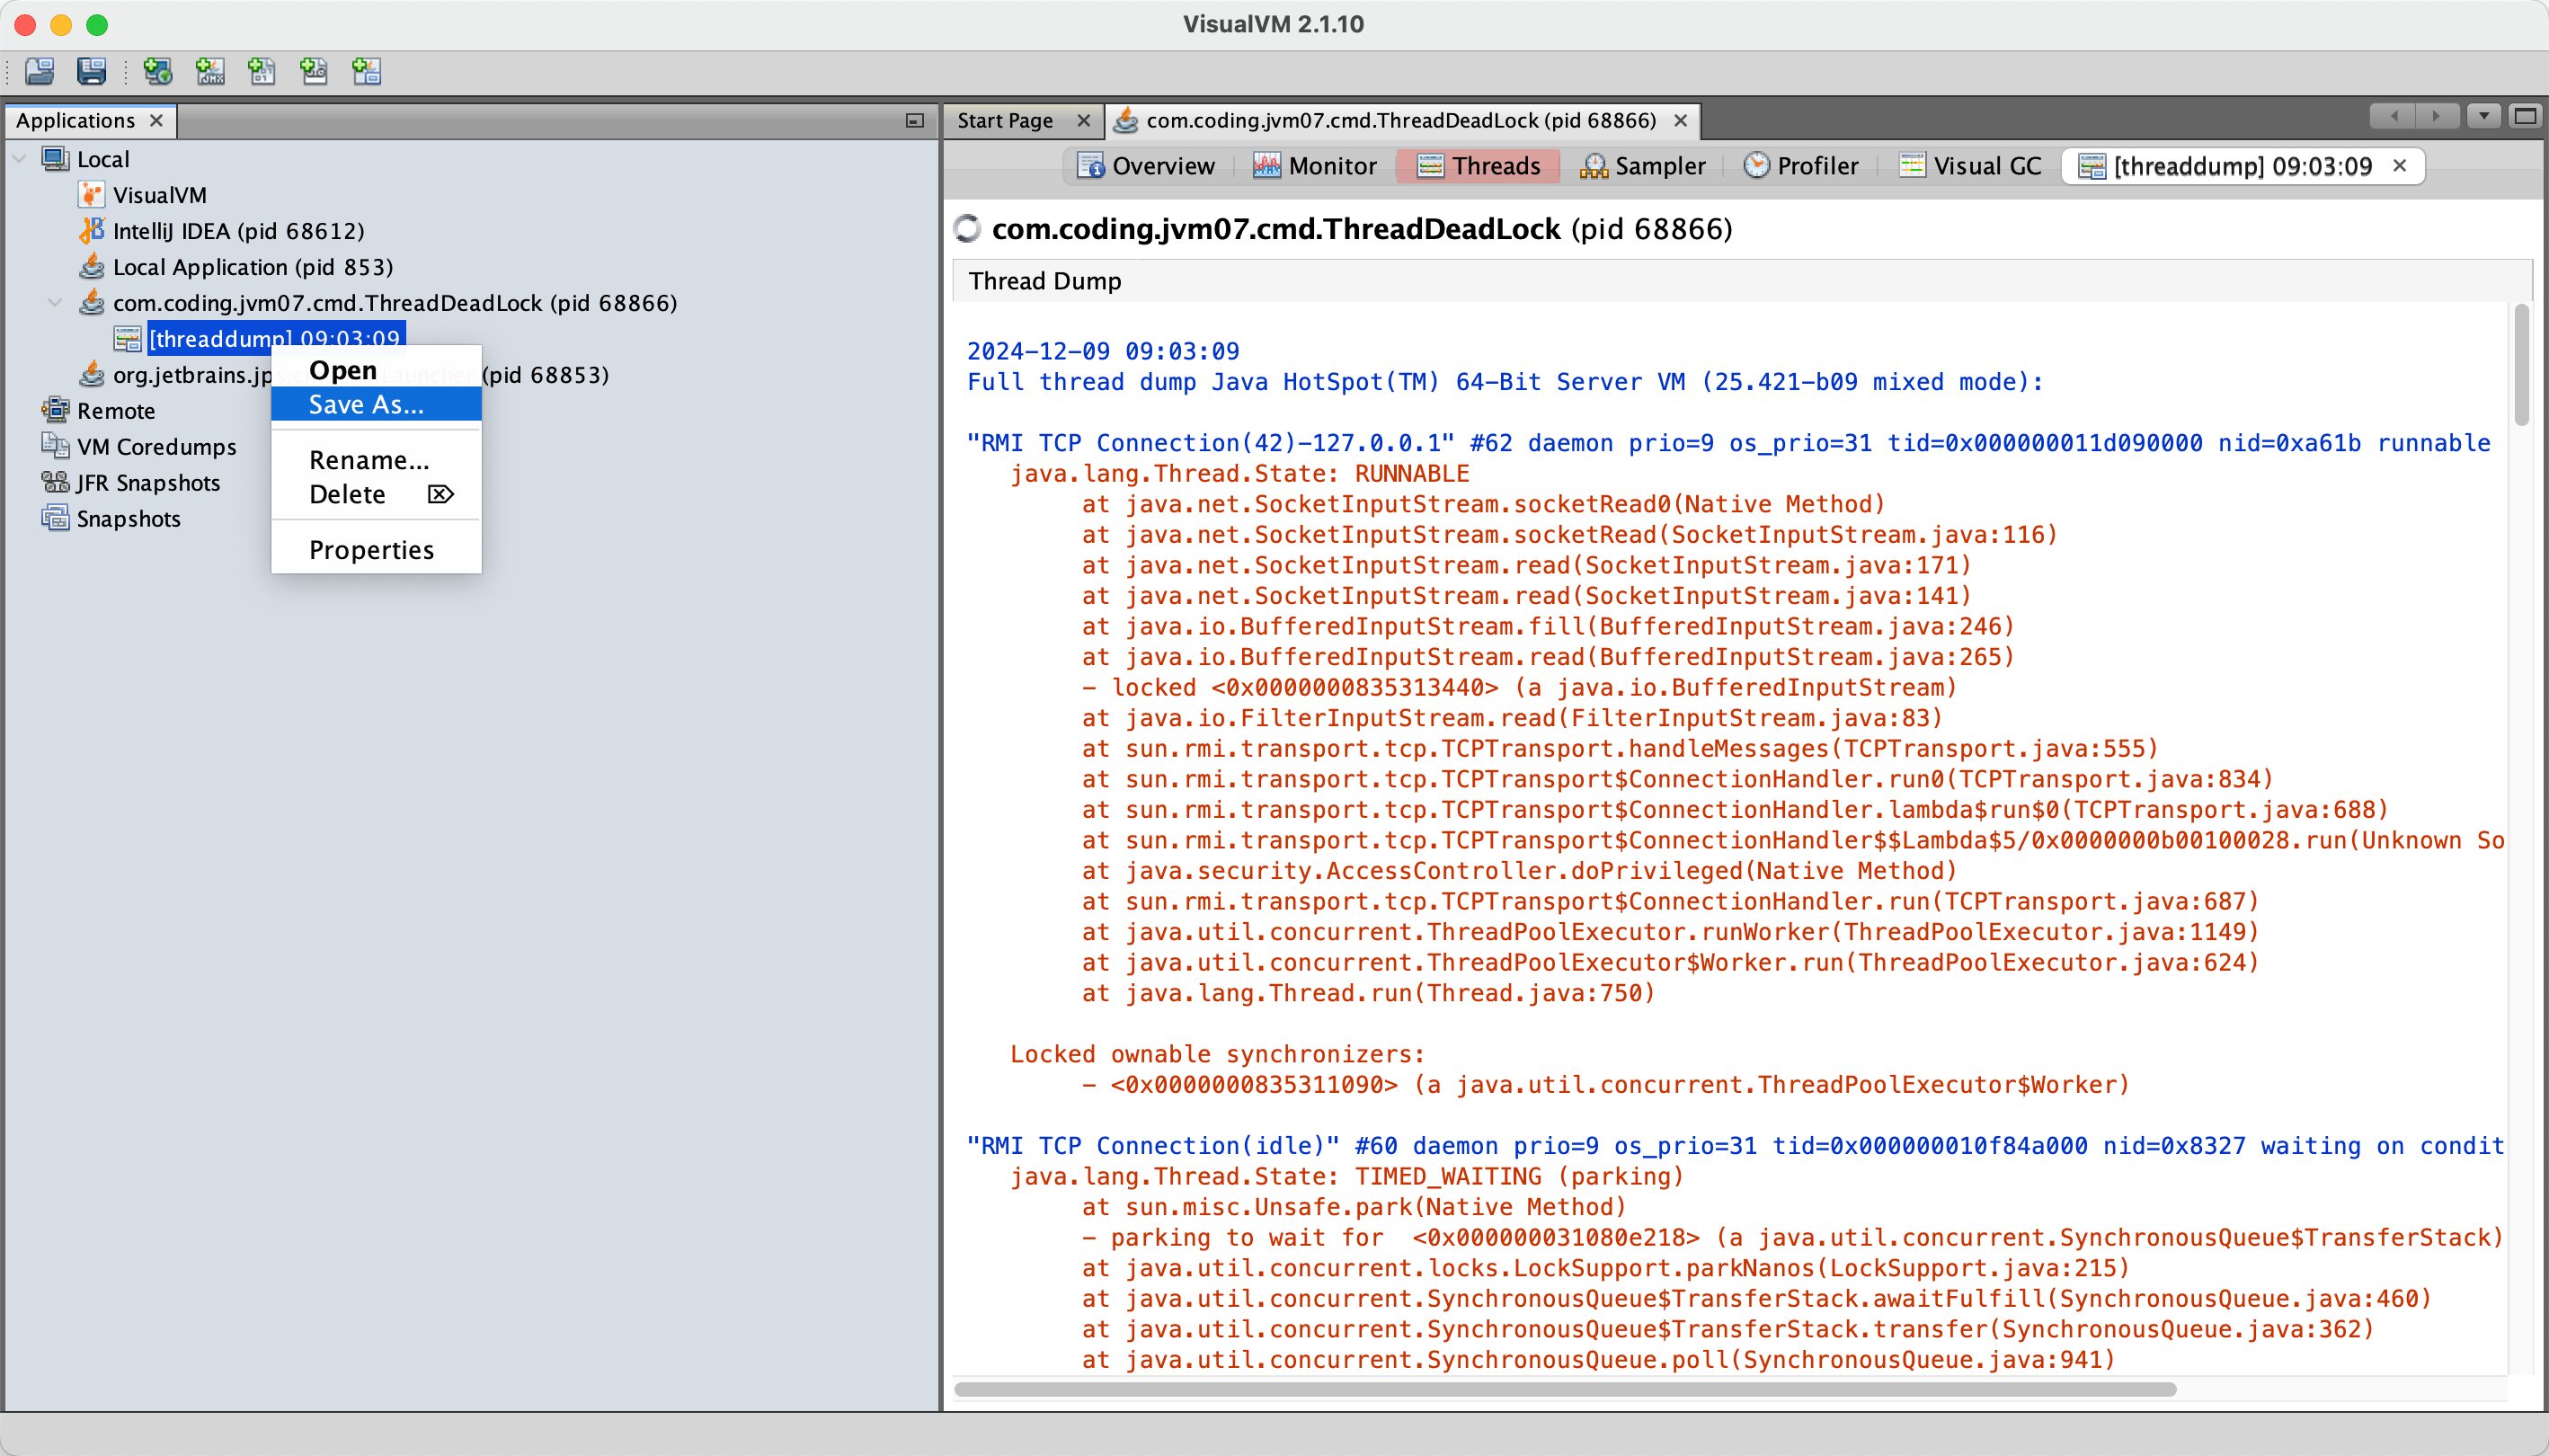 VisualVM 2.1.10
Applications
Local
VisualVM
IntelliJ IDEA (pid 68612)
Local Application (pid 853)
com.coding.jvm07.cmd.ThreadDeadLock (pid 68866)
[threaddump] 09:03:09
org.jetbrains.jps.c Launcher (pid 68853)
Remote
VM Coredumps
JFR Snapshots
Snapshots
Open
Save As...
Rename...
Delete
Properties
Start Page
com.coding.jvm07.cmd.ThreadDeadLock (pid 68866)
Overview
Monitor
Threads
Sampler
Profiler
Visual GC
[threaddump] 09:03:09
com.coding.jvm07.cmd.ThreadDeadLock (pid 68866)
Thread Dump
2024-12-09 09:03:09
Full thread dump Java HotSpot(TM) 64-Bit Server VM (25.421-b09 mixed mode):
"RMI TCP Connection(42)-127.0.0.1" #62 daemon prio=9 os_prio=31 tid=0x000000011d090000 nid=0xa61b runnable
java.lang.Thread.State: RUNNABLE
at java.net.SocketInputStream.socketRead0(Native Method)
at java.net.SocketInputStream.socketRead(SocketInputStream.java:116)
at java.net.SocketInputStream.read(SocketInputStream.java:171)
at java.net.SocketInputStream.read(SocketInputStream.java:141)
at java.io.BufferedInputStream.fill(BufferedInputStream.java:246)
at java.io.BufferedInputStream.read(BufferedInputStream.java:265)
- locked <0x0000000835313440> (a java.io.BufferedInputStream)
at java.io.FilterInputStream.read(FilterInputStream.java:83)
at sun.rmi.transport.tcp.TCPTransport.handleMessages(TCPTransport.java:555)
at sun.rmi.transport.tcp.TCPTransport$ConnectionHandler.run0(TCPTransport.java:834)
at sun.rmi.transport.tcp.TCPTransport$ConnectionHandler.lambda$run$0(TCPTransport.java:688)
at sun.rmi.transport.tcp.TCPTransport$ConnectionHandler$$Lambda$5/0x0000000b00100028.run(Unknown So
at java.security.AccessController.doPrivileged(Native Method)
at sun.rmi.transport.tcp.TCPTransport$ConnectionHandler.run(TCPTransport.java:687)
at java.util.concurrent.ThreadPoolExecutor.runWorker(ThreadPoolExecutor.java:1149)
at java.util.concurrent.ThreadPoolExecutor$Worker.run(ThreadPoolExecutor.java:624)
at java.lang.Thread.run(Thread.java:750)
Locked ownable synchronizers:
- <0x0000000835311090> (a java.util.concurrent.ThreadPoolExecutor$Worker)
"RMI TCP Connection(idle)" #60 daemon prio=9 os_prio=31 tid=0x000000010f84a000 nid=0x8327 waiting on condit
java.lang.Thread.State: TIMED_WAITING (parking)
at sun.misc.Unsafe.park(Native Method)
- parking to wait for <0x000000031080e218> (a java.util.concurrent.SynchronousQueue$TransferStack)
at java.util.concurrent.locks.LockSupport.parkNanos(LockSupport.java:215)
at java.util.concurrent.SynchronousQueue$TransferStack.awaitFulfill(SynchronousQueue.java:460)
at java.util.concurrent.SynchronousQueue$TransferStack.transfer(SynchronousQueue.java:362)
at java.util.concurrent.SynchronousQueue.poll(SynchronousQueue.java:941)